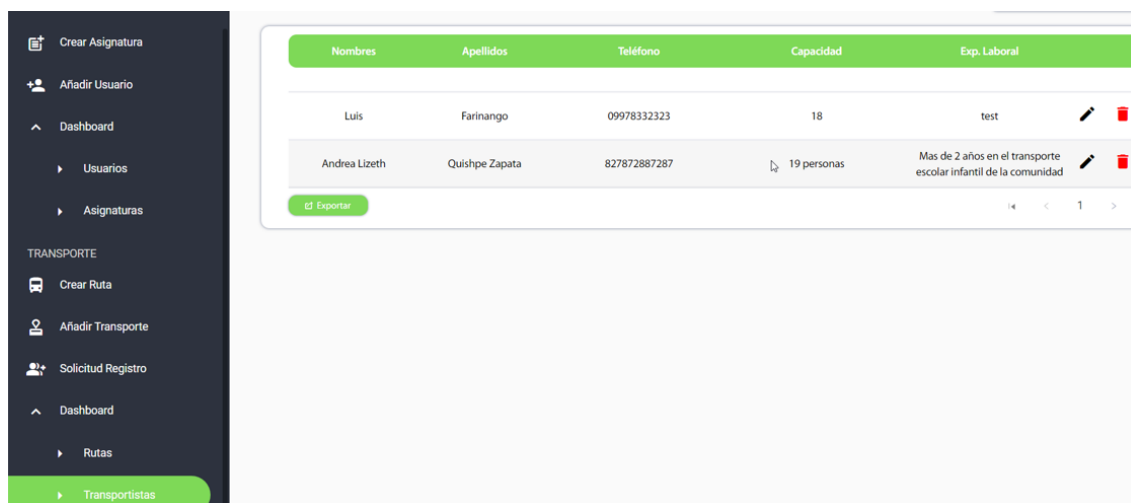 Crear Asignatura
Añadir Usuario
Dashboard
Usuarios
Asignaturas
TRANSPORTE
Crear Ruta
Añadir Transporte
Solicitud Registro
Dashboard
Rutas
Transportistas
Nombres Apellidos Teléfono Capacidad Exp. Laboral
Luis Farinango 09978332323 18 test
Andrea Lizeth Quishpe Zapata 827872887287 19 personas Mas de 2 años en el transporte
escolar infantil de la comunidad
Exportar
1